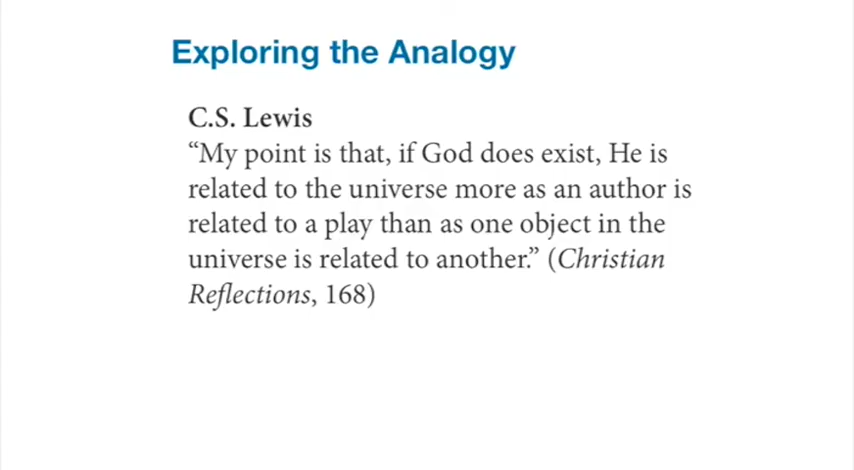 Exploring the Analogy
C.S. Lewis
“My point is that, if God does exist, He is
related to the universe more as an author is
related to a play than as one object in the
universe is related to another.” (Christian
Reflections, 168)